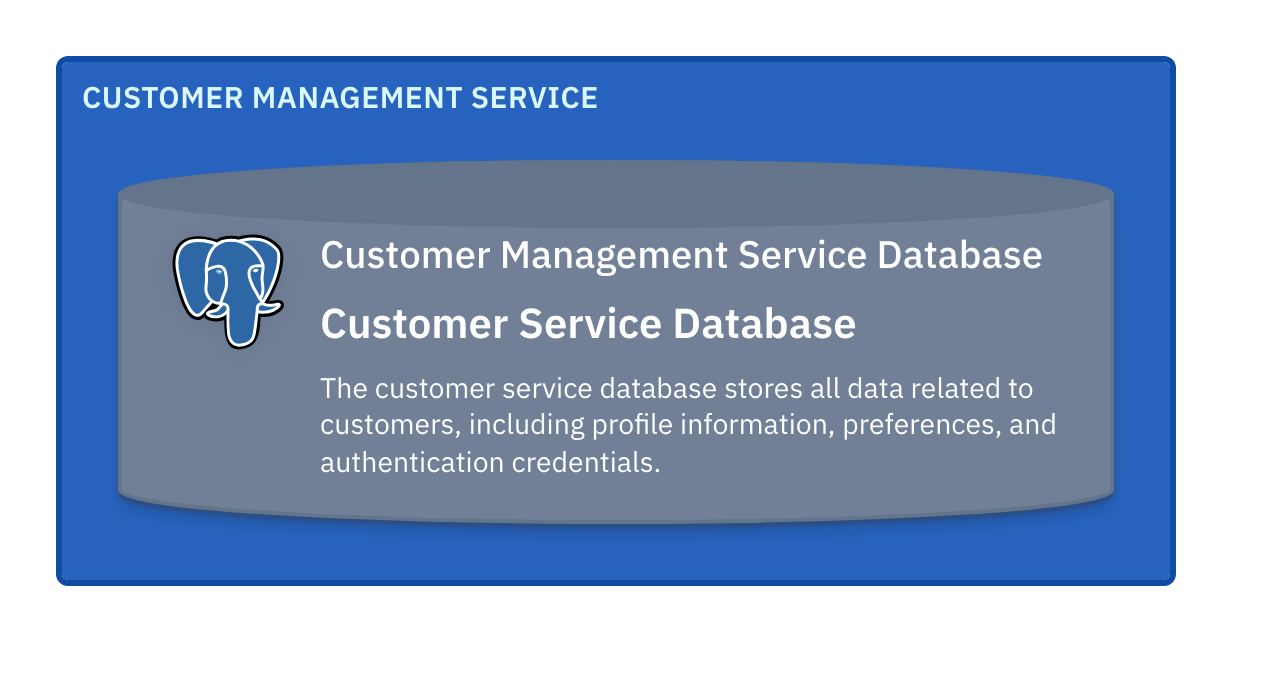 CUSTOMER MANAGEMENT SERVICE
Customer Management Service Database
Customer Service Database
The customer service database stores all data related to
customers, including profile information, preferences, and
authentication credentials.